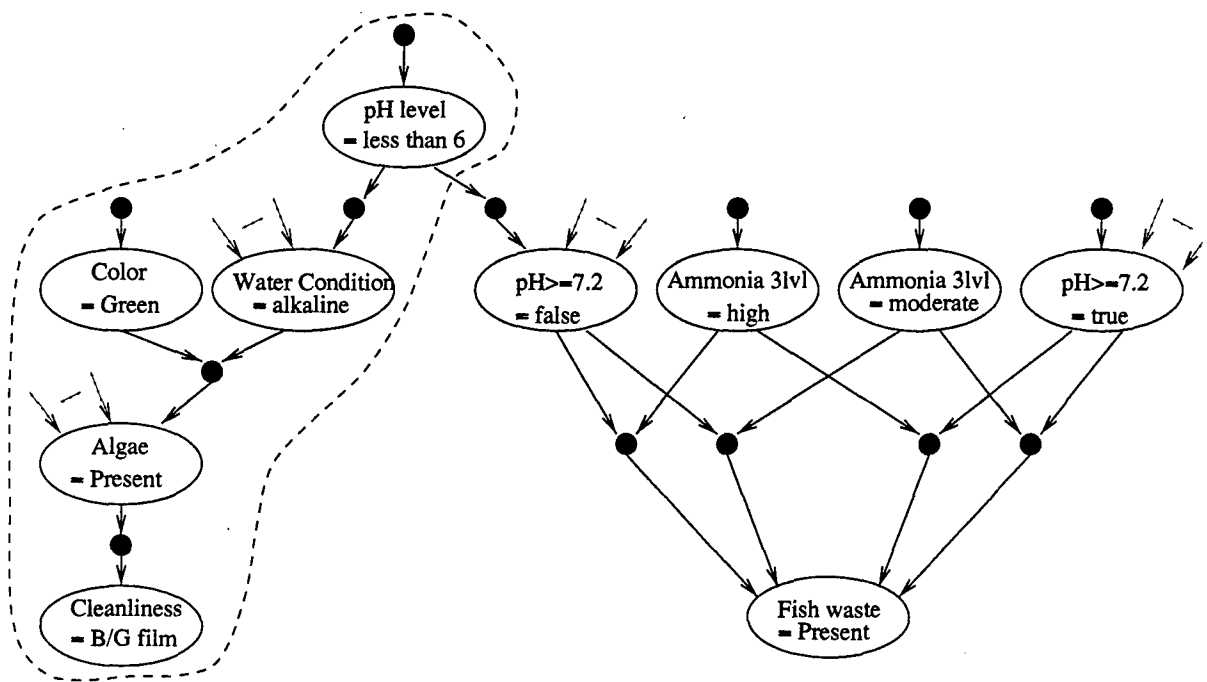 pH level
= less than 6
Color
= Green
Water Condition
= alkaline
pH>=7.2
= false
Ammonia 3lvl
= high
Ammonia 3lvl
= moderate
pH>=7.2
= true
Algae
= Present
Cleanliness
= B/G film
Fish waste
= Present